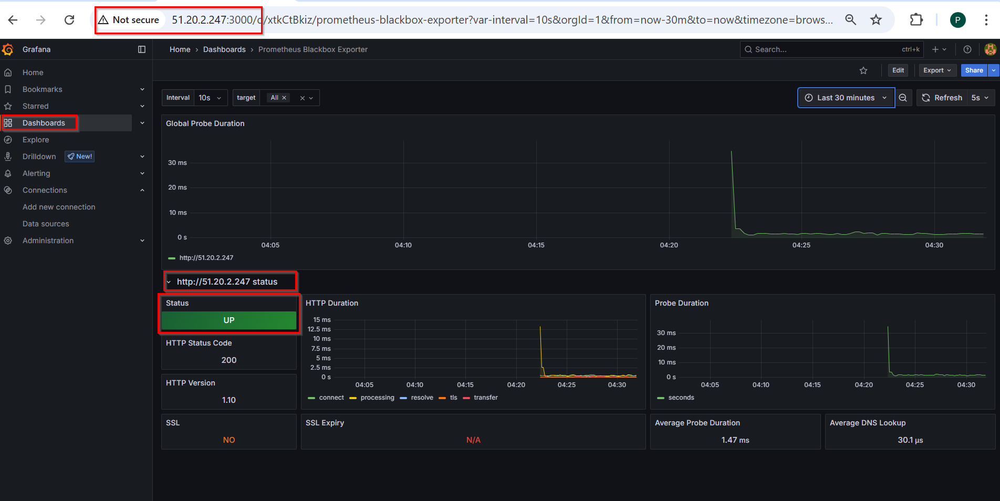 Not secure 51.20.2.247:3000/d/xtkCtBkiz/prometheus-blackbox-exporter?var-interval=10s&orgId=1&from=now-30m&to=now&timezone=brows...
P
Grafana
Home › Dashboards › Prometheus Blackbox Exporter
Search... ctrl+k
Home
Bookmarks
Starred
Dashboards
Explore
Drilldown New!
Alerting
Connections
Add new connection
Data sources
Administration
Edit Export Share
Interval 10s target All
Last 30 minutes Refresh 5s
Global Probe Duration
30 ms
20 ms
10 ms
0 s
04:05 04:10 04:15 04:20 04:25 04:30
http://51.20.2.247
http://51.20.2.247 status
Status
UP
HTTP Status Code
200
HTTP Version
1.10
SSL
NO
HTTP Duration
15 ms
12.5 ms
10 ms
7.5 ms
5 ms
2.5 ms
0 s
04:05 04:10 04:15 04:20 04:25 04:30
connect processing resolve tls transfer
Probe Duration
30 ms
20 ms
10 ms
0 s
04:05 04:10 04:15 04:20 04:25 04:30
seconds
SSL Expiry
N/A
Average Probe Duration
1.47 ms
Average DNS Lookup
30.1 µs